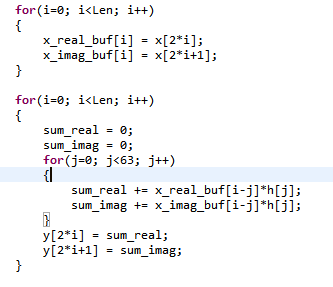 for(i=0; i<Len; i++)
{
    x_real_buf[i] = x[2*i];
    x_imag_buf[i] = x[2*i+1];
}

for(i=0; i<Len; i++)
{
    sum_real = 0;
    sum_imag = 0;
    for(j=0; j<63; j++)
    {
        sum_real += x_real_buf[i-j]*h[j];
        sum_imag += x_imag_buf[i-j]*h[j];
    }
    y[2*i] = sum_real;
    y[2*i+1] = sum_imag;
}